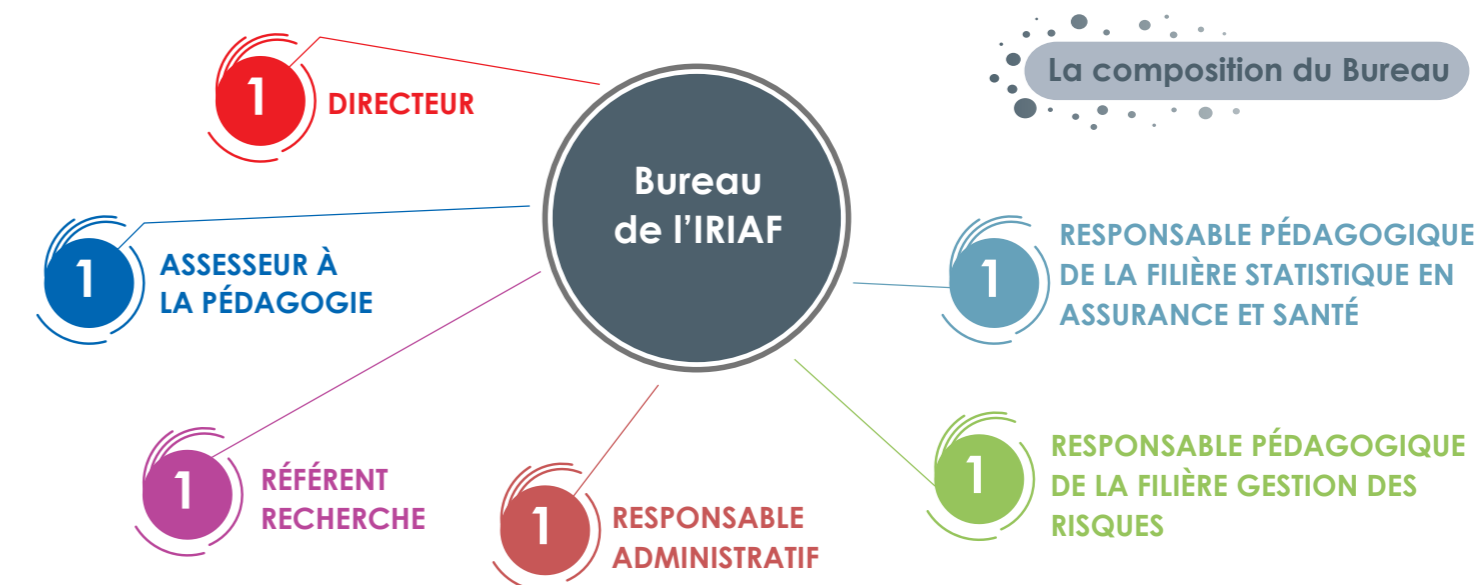 La composition du Bureau
Bureau
de l'IRIAF
1
DIRECTEUR
1
ASSESSEUR À
LA PÉDAGOGIE
1
RÉFÉRENT
RECHERCHE
1
RESPONSABLE
ADMINISTRATIF
1
RESPONSABLE PÉDAGOGIQUE
DE LA FILIÈRE GESTION DES
RISQUES
1
RESPONSABLE PÉDAGOGIQUE
DE LA FILIÈRE STATISTIQUE EN
ASSURANCE ET SANTÉ